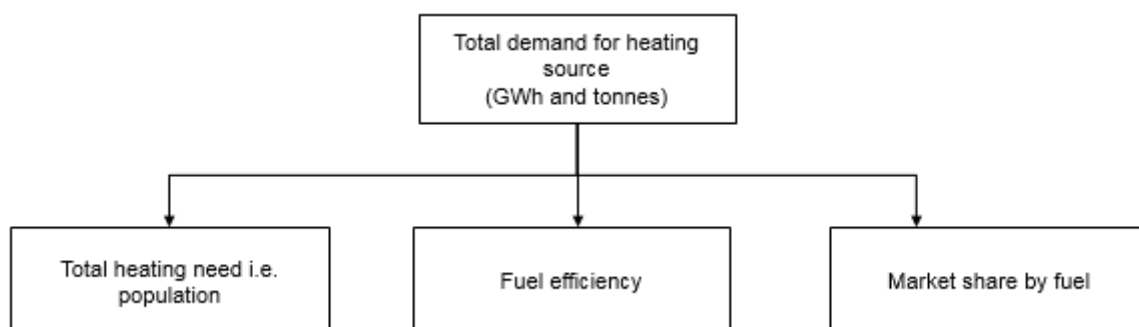 Total demand for heating
source
(GWh and tonnes)
Total heating need i.e.
population
Fuel efficiency
Market share by fuel